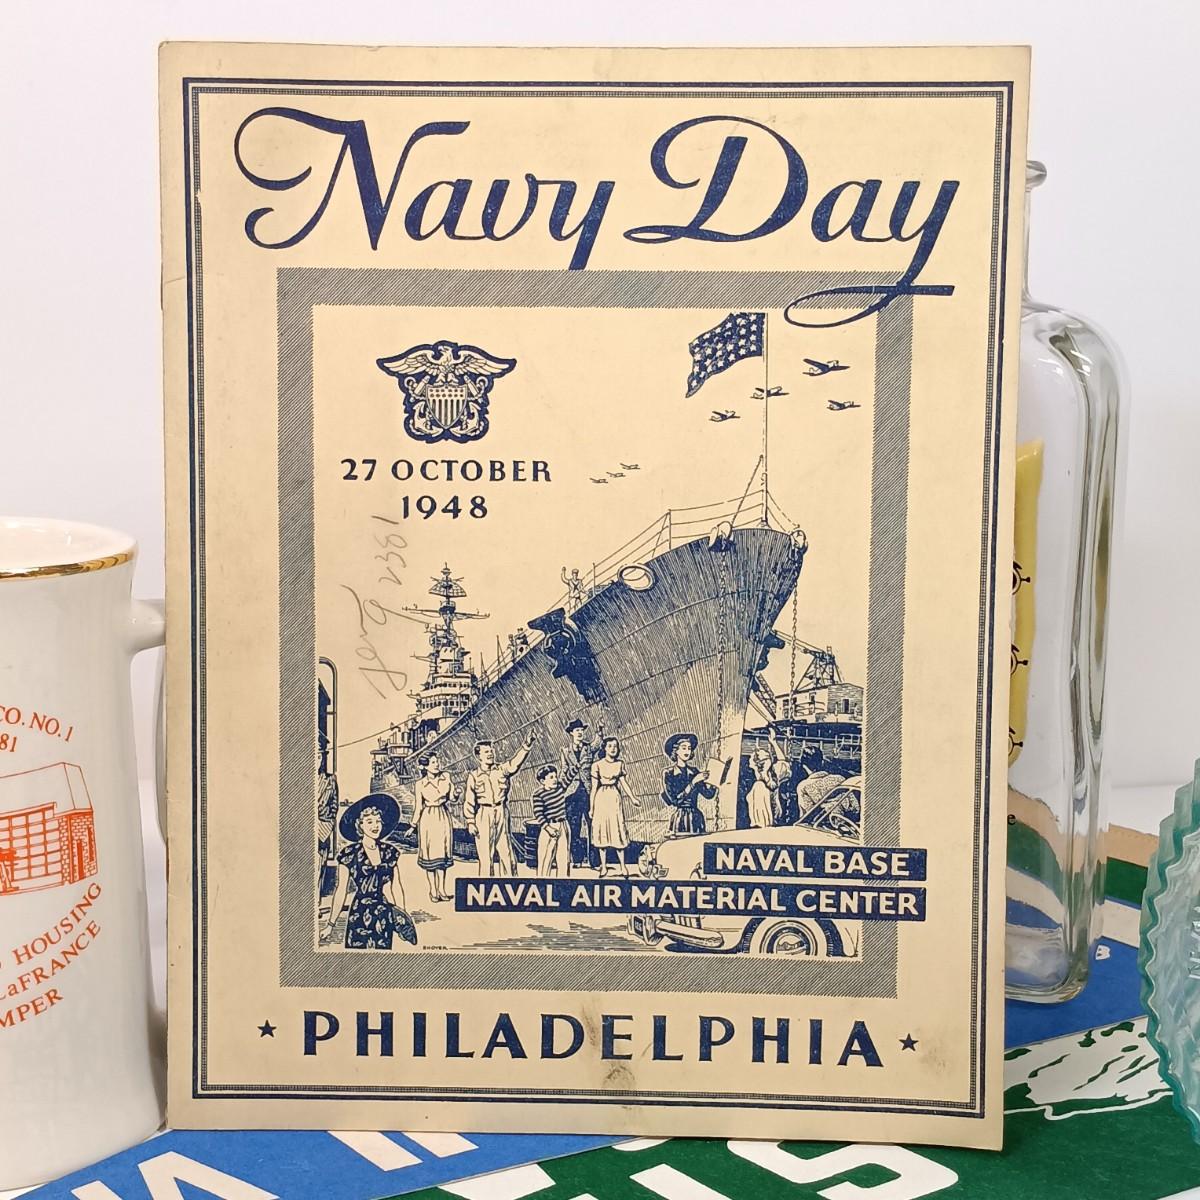 Navy Day
27 OCTOBER
1948
2381
NAVAL BASE
NAVAL AIR MATERIAL CENTER
★ PHILADELPHIA ★
CO. NO. 1
81
HOUSING
LaFRANCE
MPER